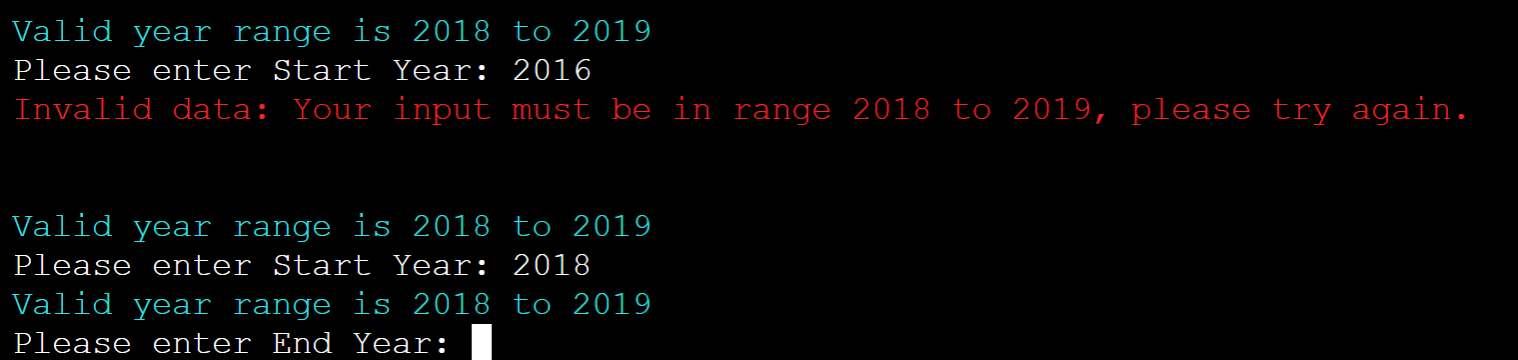 Valid year range is 2018 to 2019
Please enter Start Year: 2016
Invalid data: Your input must be in range 2018 to 2019, please try again.
Valid year range is 2018 to 2019
Please enter Start Year: 2018
Valid year range is 2018 to 2019
Please enter End Year: